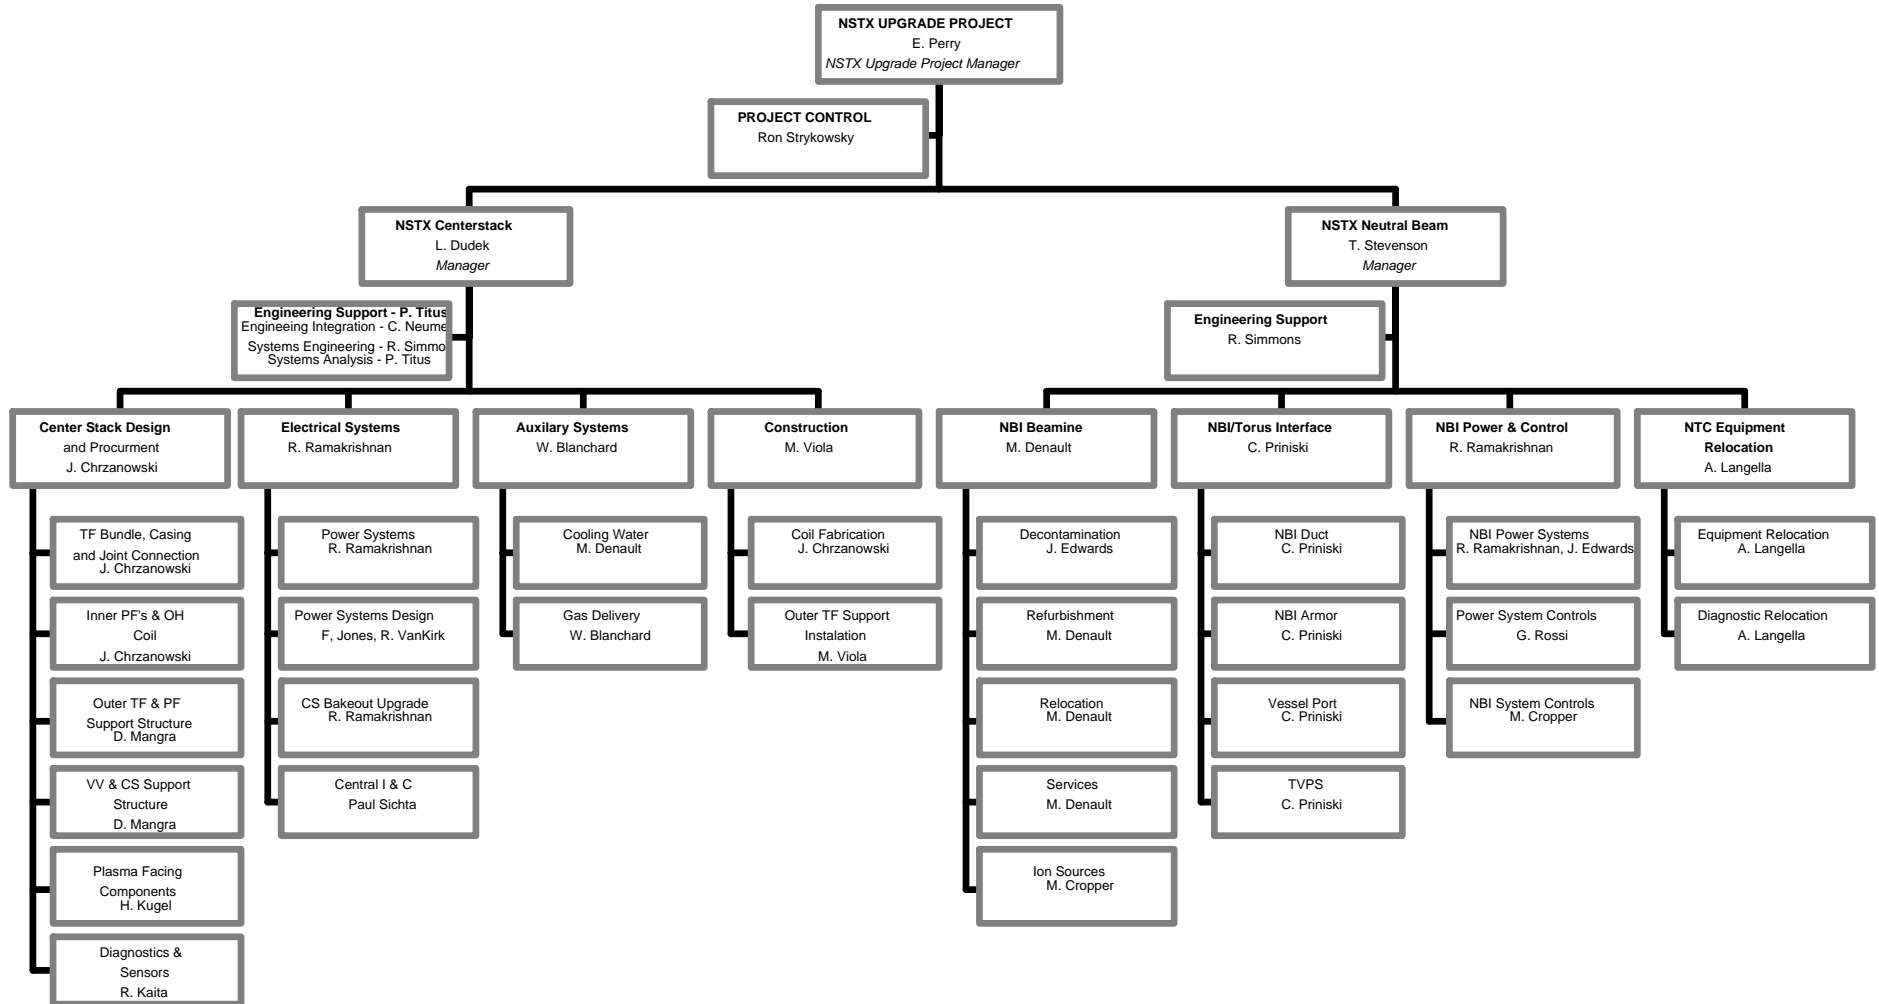 NSTX UPGRADE PROJECT
E. Perry
NSTX Upgrade Project Manager
PROJECT CONTROL
Ron Strykowsky
NSTX Centerstack
L. Dudek
Manager
NSTX Neutral Beam
T. Stevenson
Manager
Engineering Support - P. Titus
Engineeing Integration - C. Neume
Systems Engineering - R. Simmo
Systems Analysis - P. Titus
Engineering Support
R. Simmons
Center Stack Design
and Procurment
J. Chrzanowski
Electrical Systems
R. Ramakrishnan
Auxilary Systems
W. Blanchard
Construction
M. Viola
NBI Beamine
M. Denault
NBI/Torus Interface
C. Priniski
NBI Power & Control
R. Ramakrishnan
NTC Equipment
Relocation
A. Langella
TF Bundle, Casing
and Joint Connection
J. Chrzanowski
Inner PF's & OH
Coil
J. Chrzanowski
Outer TF & PF
Support Structure
D. Mangra
VV & CS Support
Structure
D. Mangra
Plasma Facing
Components
H. Kugel
Diagnostics &
Sensors
R. Kaita
Power Systems
R. Ramakrishnan
Power Systems Design
F, Jones, R. VanKirk
CS Bakeout Upgrade
R. Ramakrishnan
Central I & C
Paul Sichta
Cooling Water
M. Denault
Gas Delivery
W. Blanchard
Coil Fabrication
J. Chrzanowski
Outer TF Support
Instalation
M. Viola
Decontamination
J. Edwards
Refurbishment
M. Denault
Relocation
M. Denault
Services
M. Denault
Ion Sources
M. Cropper
NBI Duct
C. Priniski
NBI Armor
C. Priniski
Vessel Port
C. Priniski
TVPS
C. Priniski
NBI Power Systems
R. Ramakrishnan, J. Edwards
Power System Controls
G. Rossi
NBI System Controls
M. Cropper
Equipment Relocation
A. Langella
Diagnostic Relocation
A. Langella